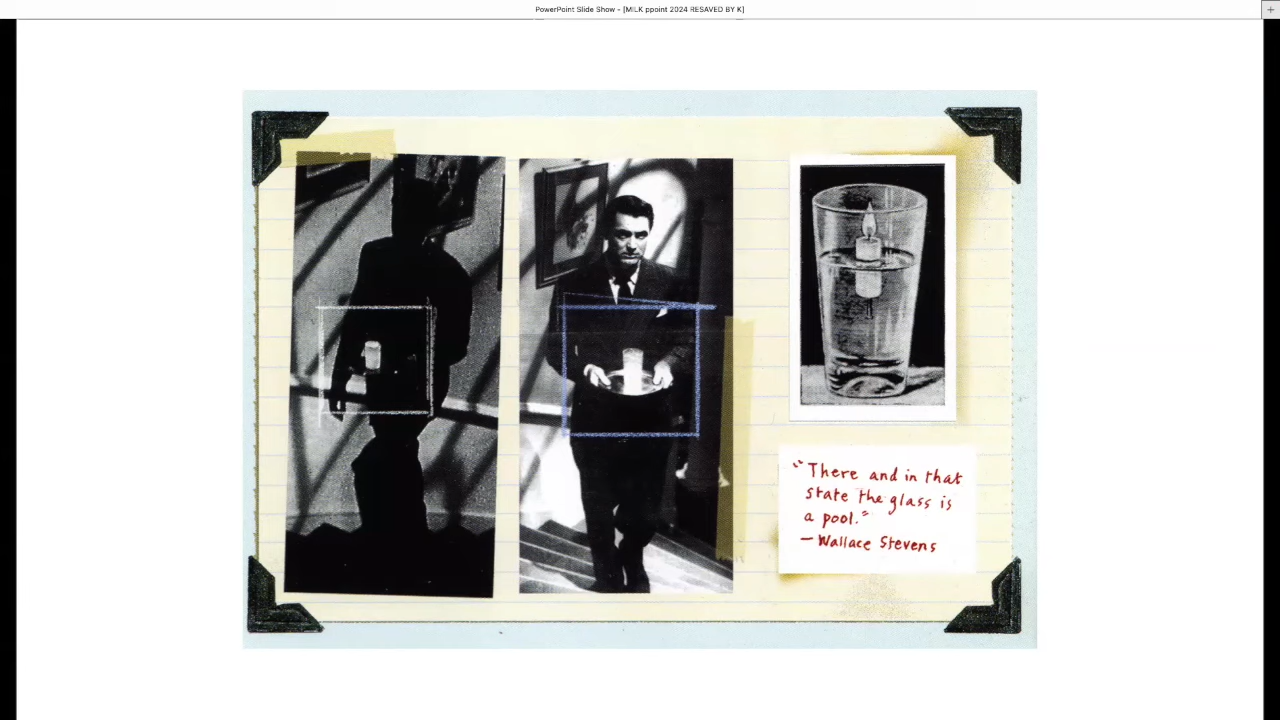 PowerPoint Slide Show - [MILK ppoint 2024 RESAVED BY K]
"There and in that
state the glass is
a pool."
— Wallace Stevens